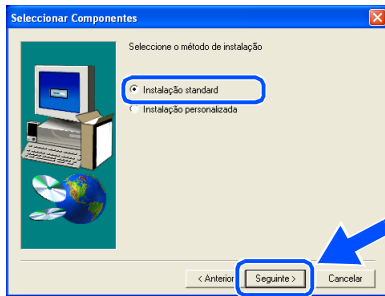 Seleccionar Componentes
Seleccione o método de instalação
Instalação standard
Instalação personalizada
< Anterior
Seguinte >
Cancelar